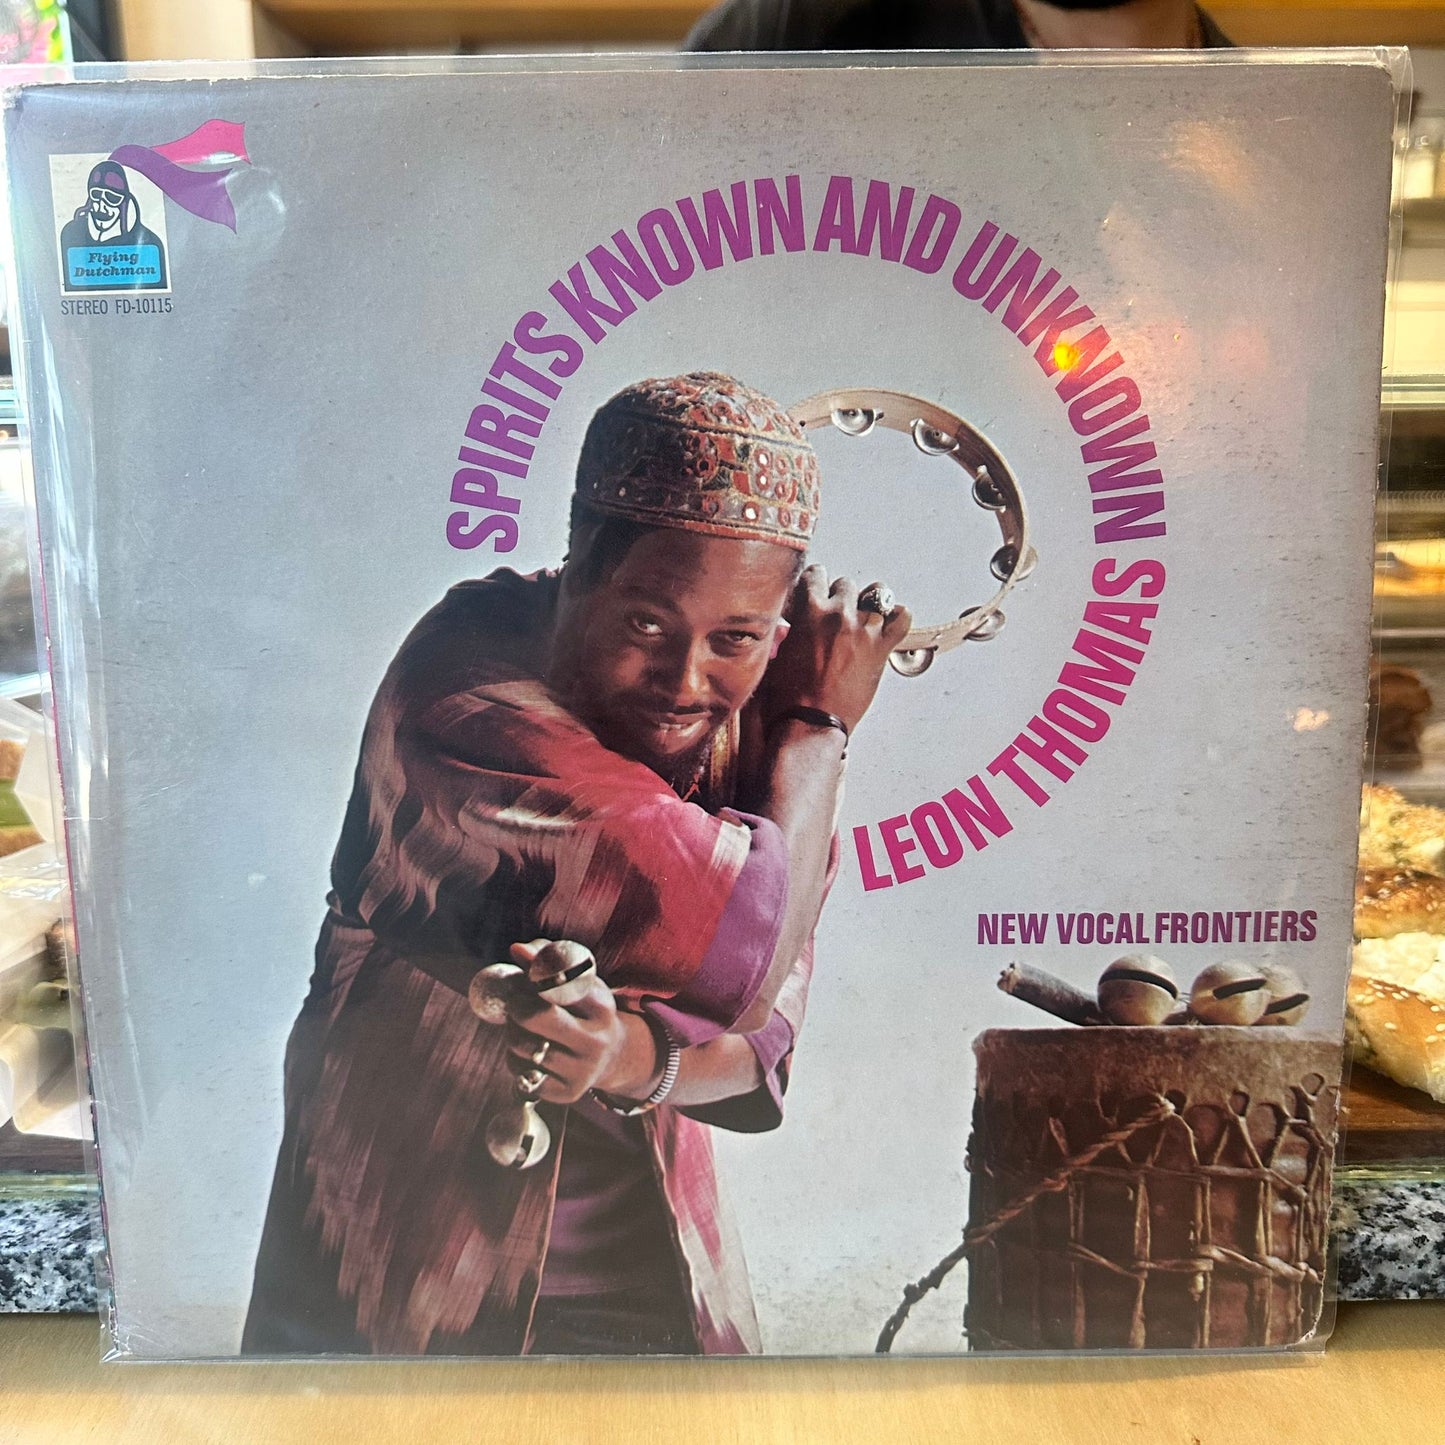 Flying
Dutchman
STEREO FD-10115
SPIRITS KNOWN AND UNKNOWN
LEON THOMAS
NEW VOCAL FRONTIERS